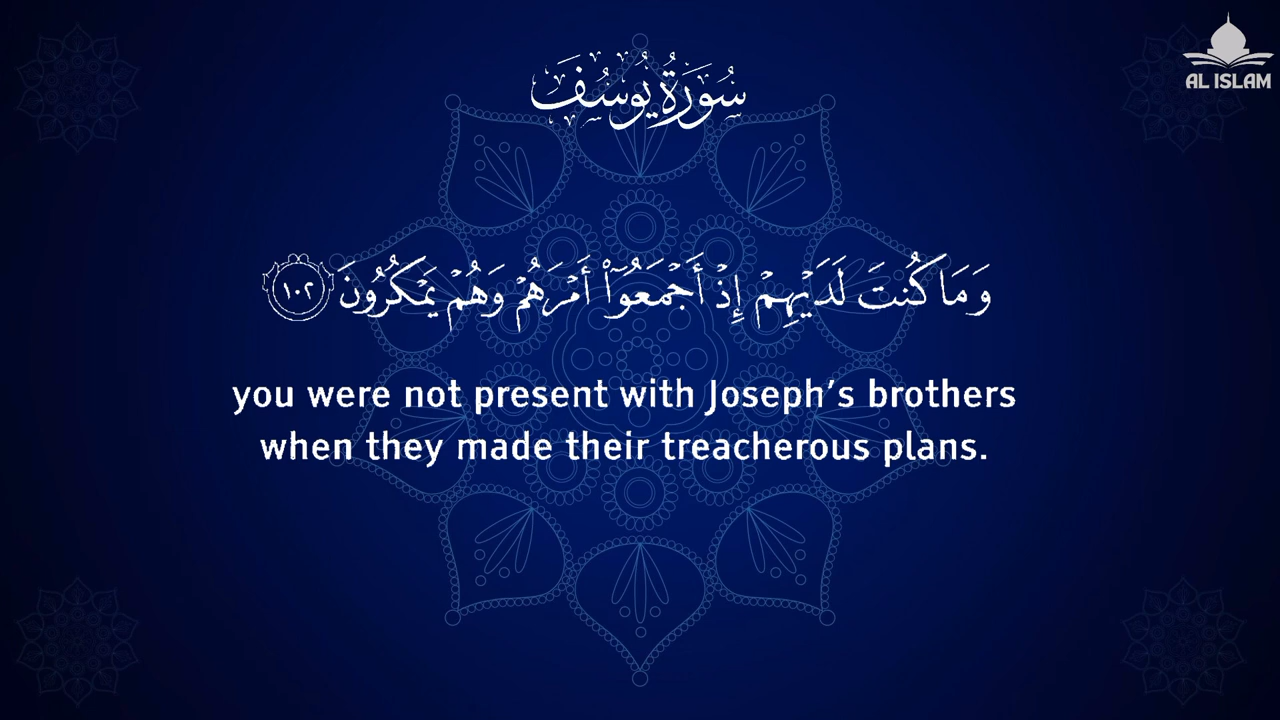 AL ISLAM
سُورَةُ يُوسُفَ
وَمَا كُنتَ لَدَيْهِمْ إِذْ أَجْمَعُوٓا۟ أَمْرَهُمْ وَهُمْ يَمْكُرُونَ ١٠٢
you were not present with Joseph's brothers
when they made their treacherous plans.